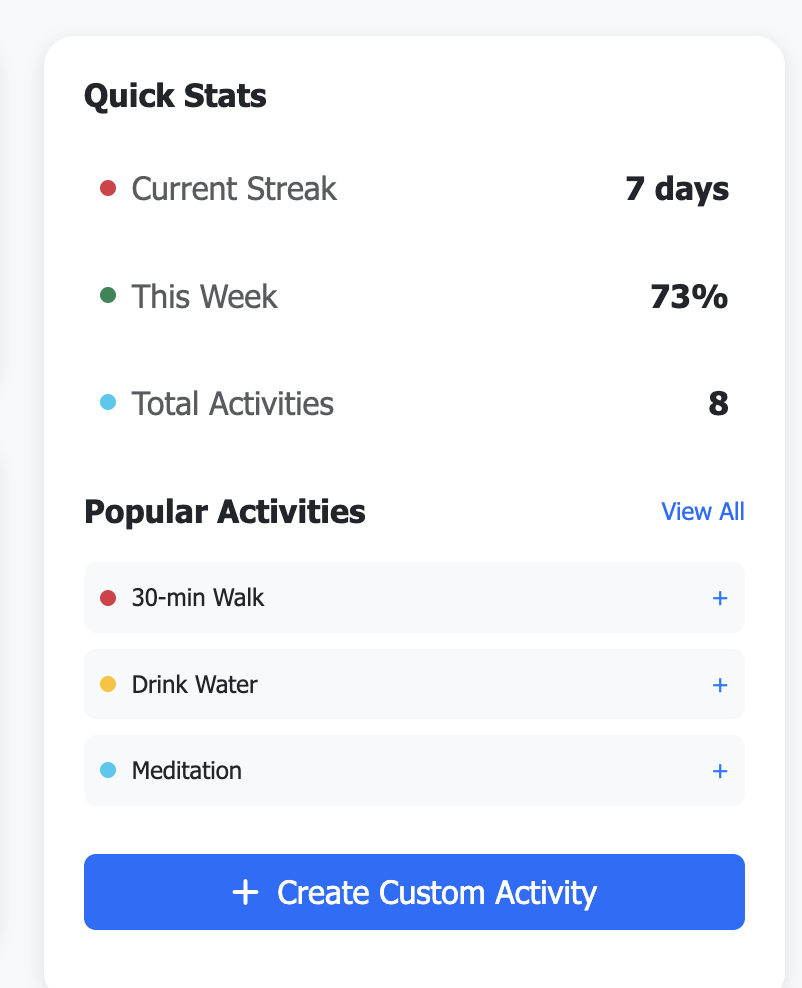 Quick Stats
Current Streak 7 days
This Week 73%
Total Activities 8
Popular Activities View All
30-min Walk +
Drink Water +
Meditation +
+ Create Custom Activity